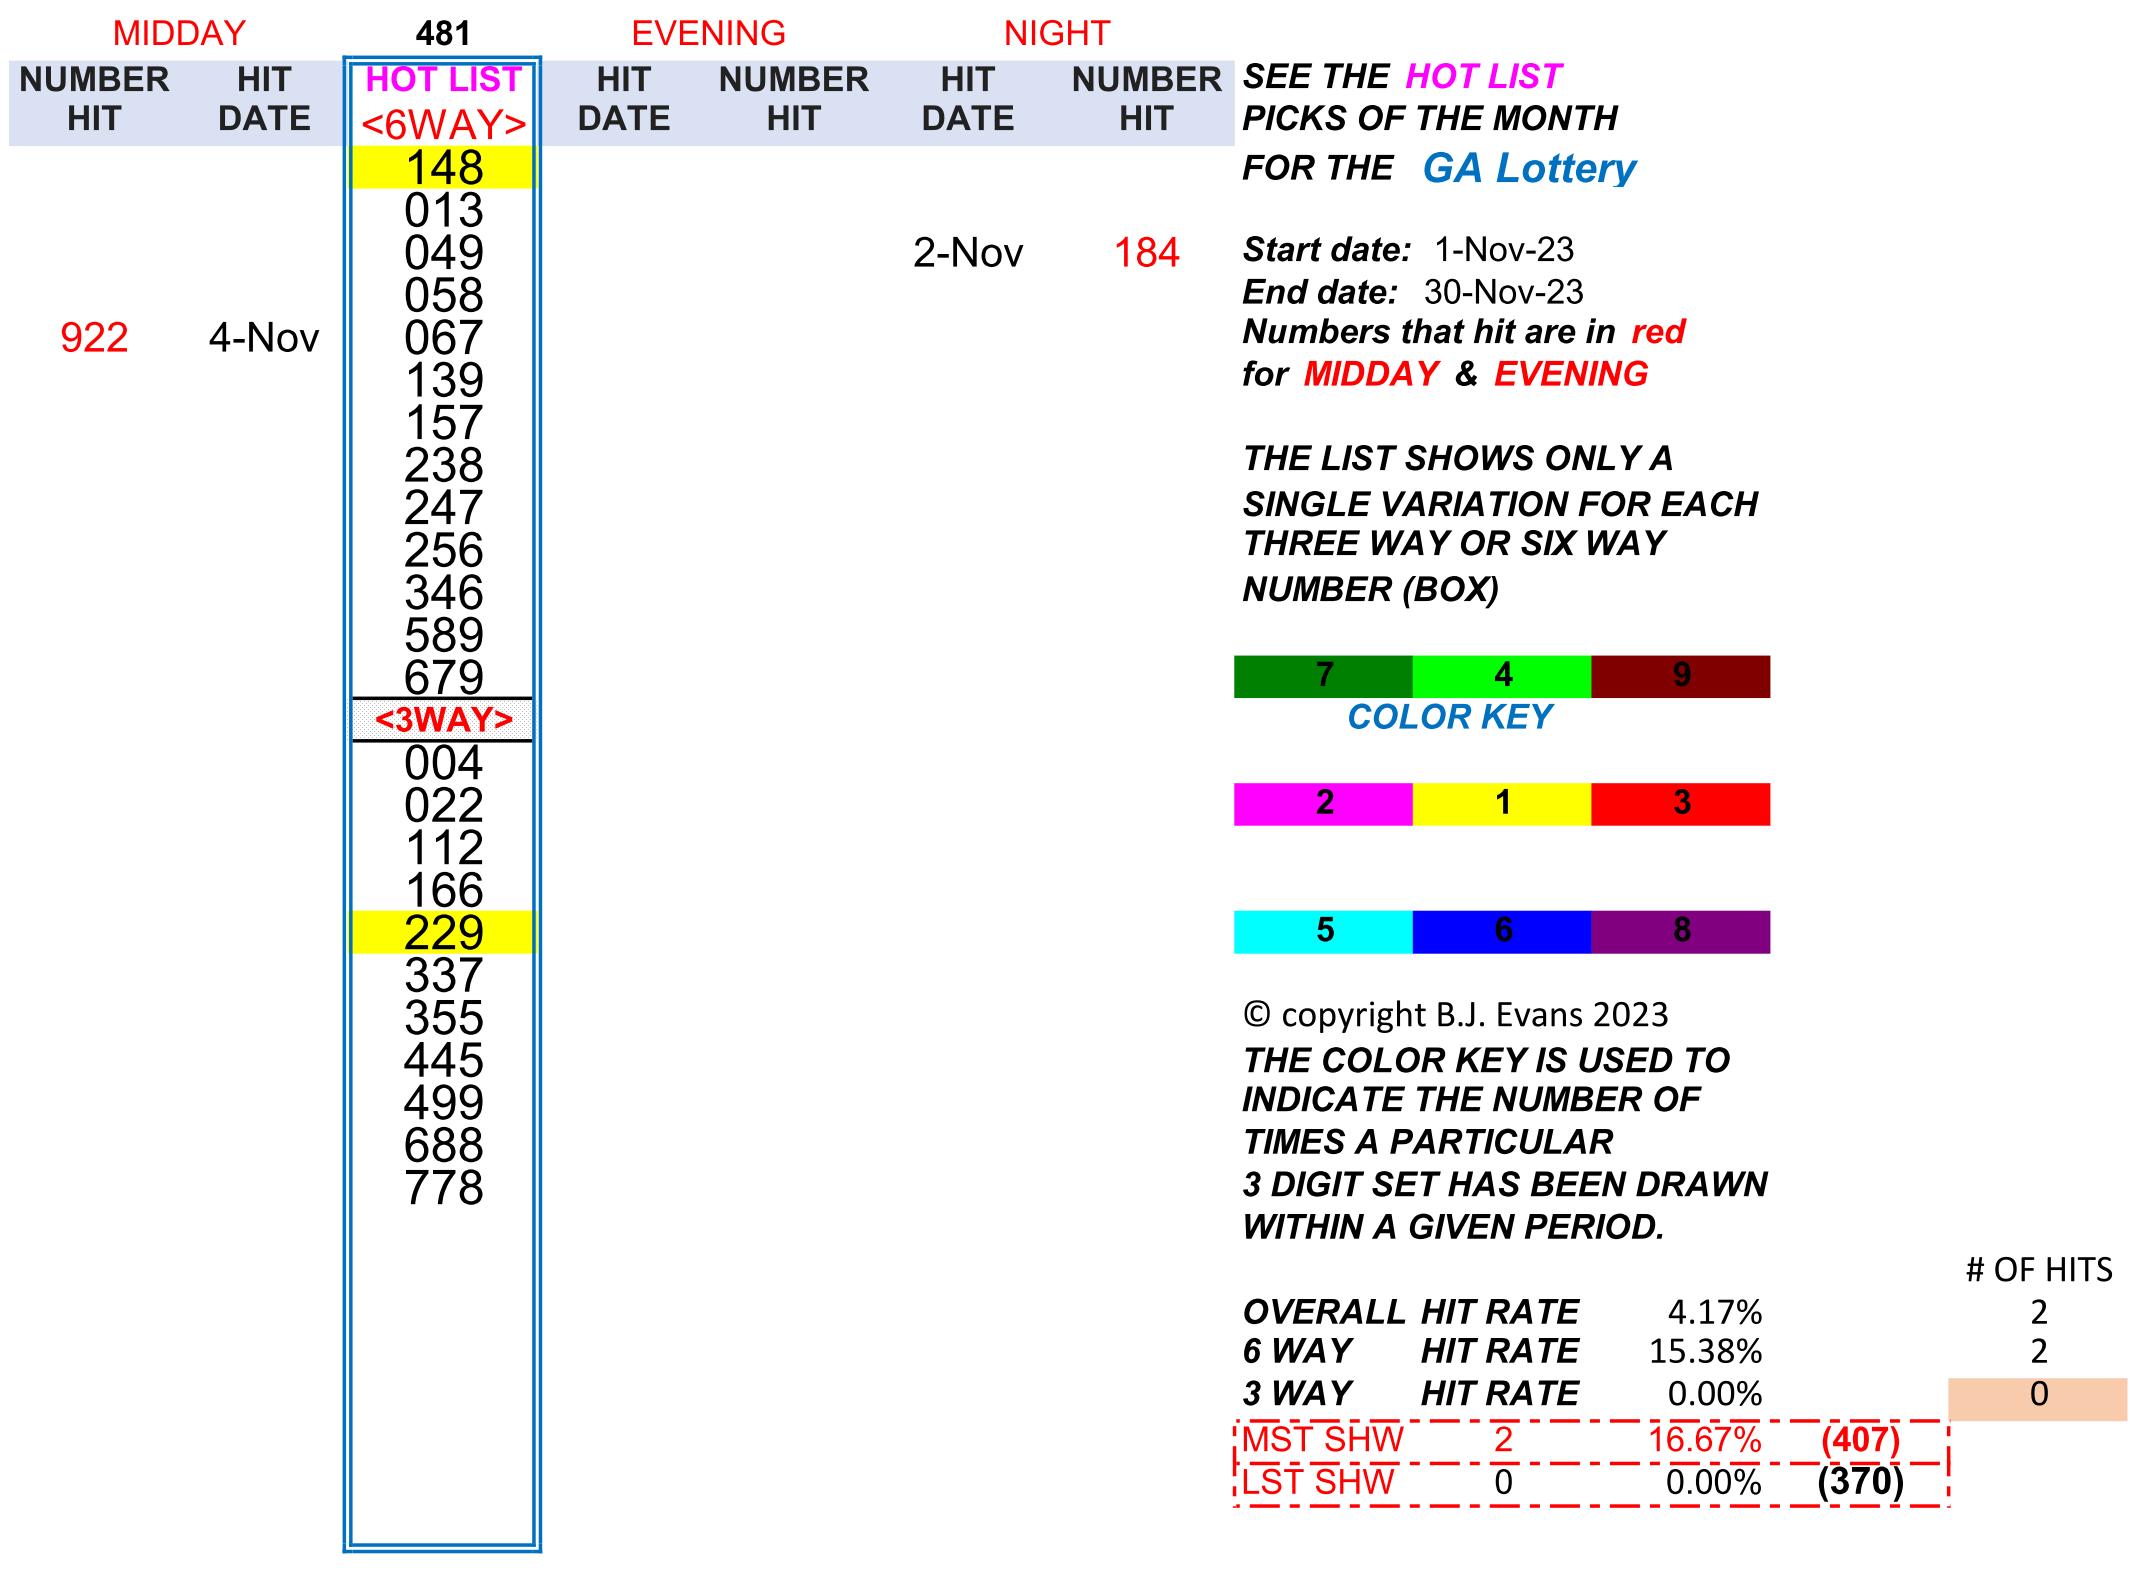 MIDDAY 481 EVENING NIGHT
NUMBER HIT HOT LIST HIT NUMBER HIT NUMBER SEE THE HOT LIST
HIT DATE <6WAY> DATE HIT DATE HIT PICKS OF THE MONTH
148 FOR THE GA Lottery
013
049 2-Nov 184 Start date: 1-Nov-23
058 End date: 30-Nov-23
922 4-Nov 067 Numbers that hit are in red
139 for MIDDAY & EVENING
157
238 THE LIST SHOWS ONLY A
247 SINGLE VARIATION FOR EACH
256 THREE WAY OR SIX WAY
346 NUMBER (BOX)
589
679 7 4 9
<3WAY> COLOR KEY
004
022 2 1 3
112
166
229 5 6 8
337
355 © copyright B.J. Evans 2023
445 THE COLOR KEY IS USED TO
499 INDICATE THE NUMBER OF
688 TIMES A PARTICULAR
778 3 DIGIT SET HAS BEEN DRAWN
WITHIN A GIVEN PERIOD.
# OF HITS
OVERALL HIT RATE 4.17% 2
6 WAY HIT RATE 15.38% 2
3 WAY HIT RATE 0.00% 0
MST SHW 2 16.67% (407)
LST SHW 0 0.00% (370)